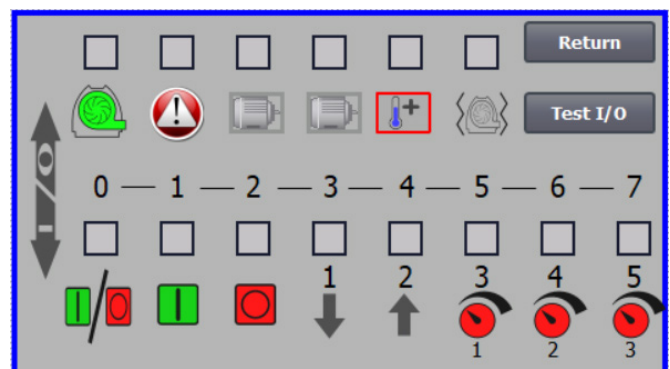 Return
Test I/O
I/O
0 — 1 — 2 — 3 — 4 — 5 — 6 — 7
1 2 3 4 5
1 2 3